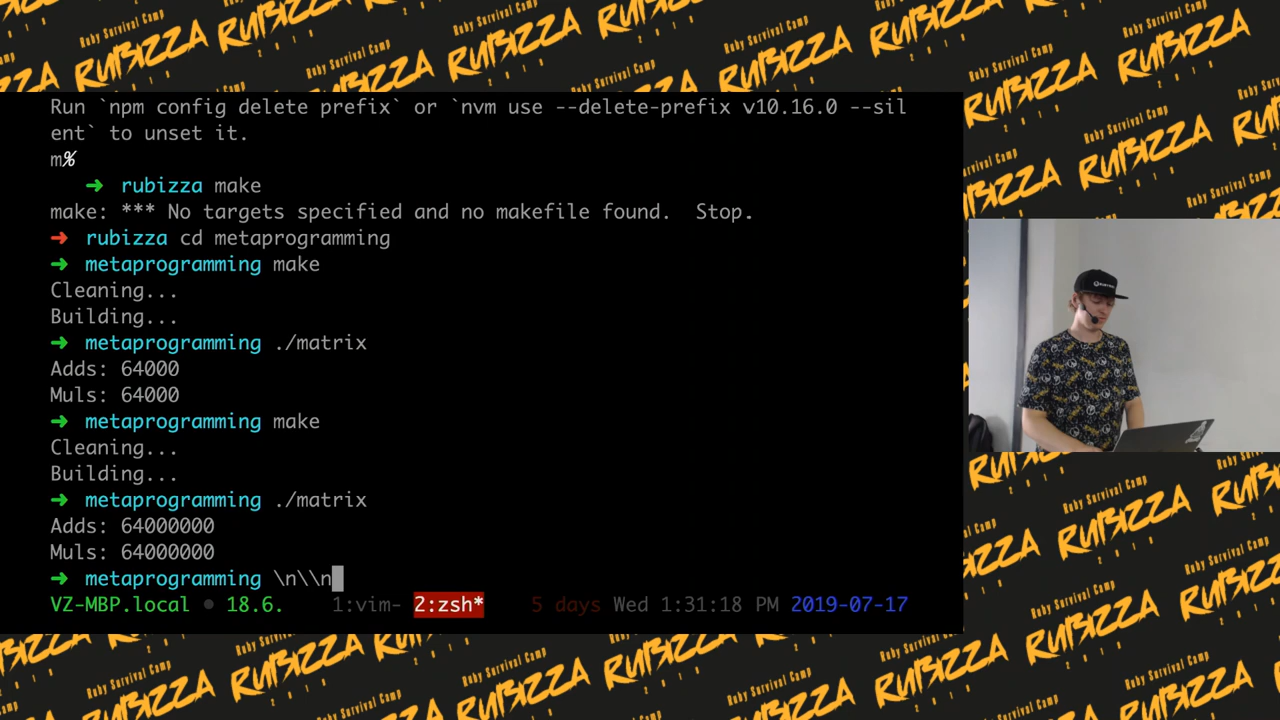 Ruby Survival Camp
RUBIZZA
2019
Run `npm config delete prefix` or `nvm use --delete-prefix v10.16.0 --sil
ent` to unset it.
m%
➜ rubizza make
make: *** No targets specified and no makefile found. Stop.
➜ rubizza cd metaprogramming
➜ metaprogramming make
Cleaning...
Building...
➜ metaprogramming ./matrix
Adds: 64000
Muls: 64000
➜ metaprogramming make
Cleaning...
Building...
➜ metaprogramming ./matrix
Adds: 64000000
Muls: 64000000
➜ metaprogramming \n\\n
VZ-MBP.local • 18.6. 1:vim- 2:zsh* 5 days Wed 1:31:18 PM 2019-07-17